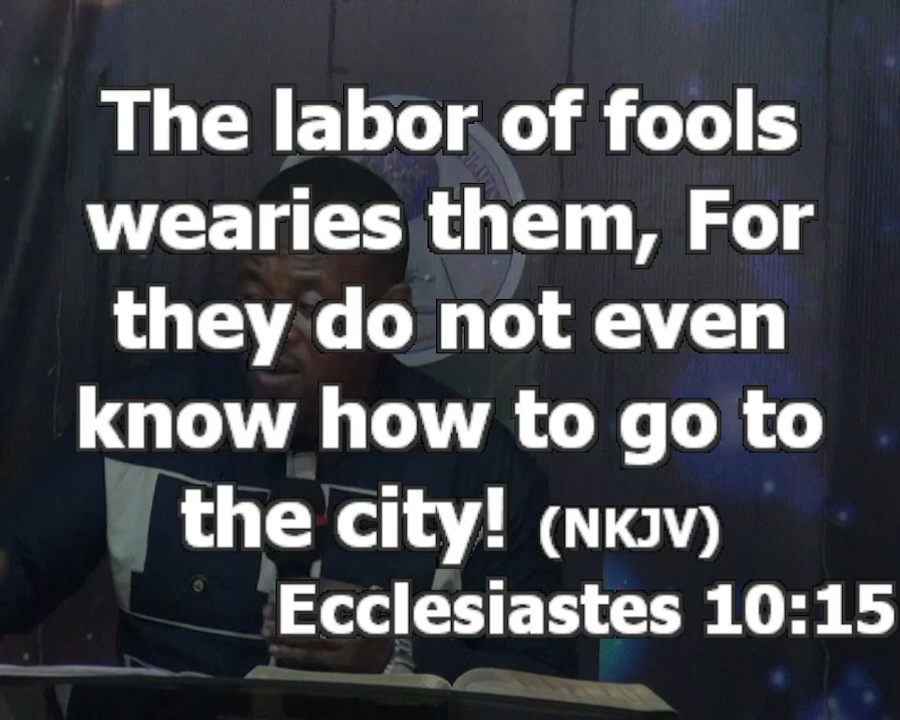 The labor of fools
wearies them, For
they do not even
know how to go to
the city! (NKJV)
Ecclesiastes 10:15